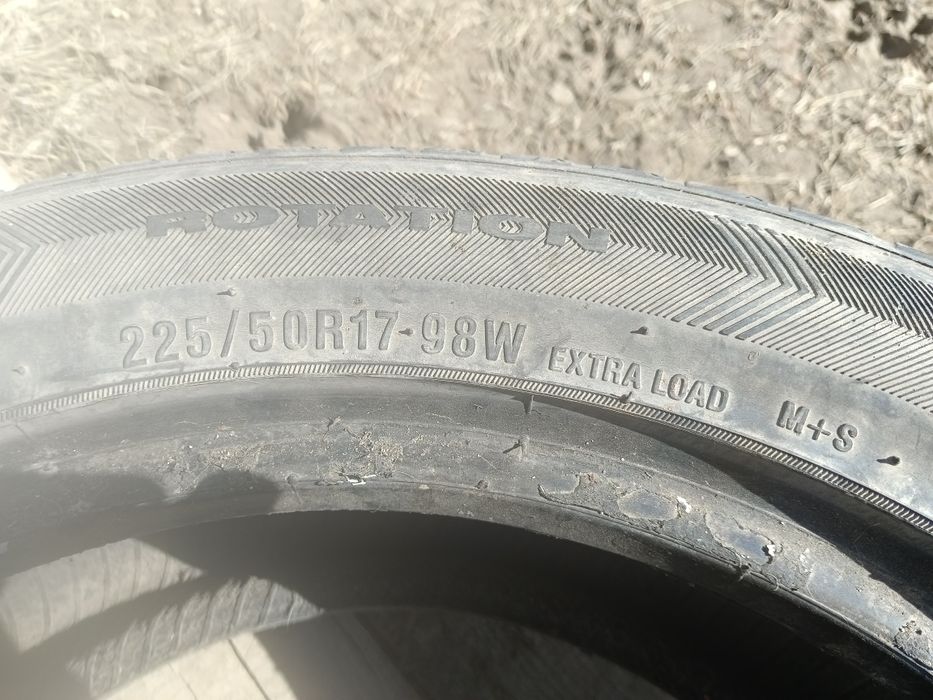 ROTATION
225/50R17-98W EXTRA LOAD M+S